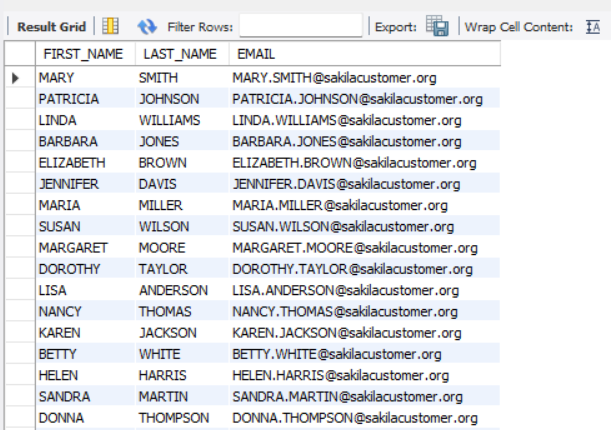 Result Grid Filter Rows: Export: Wrap Cell Content: IA
FIRST_NAME LAST_NAME EMAIL
MARY SMITH MARY.SMITH@sakilacustomer.org
PATRICIA JOHNSON PATRICIA.JOHNSON@sakilacustomer.org
LINDA WILLIAMS LINDA.WILLIAMS@sakilacustomer.org
BARBARA JONES BARBARA.JONES@sakilacustomer.org
ELIZABETH BROWN ELIZABETH.BROWN@sakilacustomer.org
JENNIFER DAVIS JENNIFER.DAVIS@sakilacustomer.org
MARIA MILLER MARIA.MILLER@sakilacustomer.org
SUSAN WILSON SUSAN.WILSON@sakilacustomer.org
MARGARET MOORE MARGARET.MOORE@sakilacustomer.org
DOROTHY TAYLOR DOROTHY.TAYLOR@sakilacustomer.org
LISA ANDERSON LISA.ANDERSON@sakilacustomer.org
NANCY THOMAS NANCY.THOMAS@sakilacustomer.org
KAREN JACKSON KAREN.JACKSON@sakilacustomer.org
BETTY WHITE BETTY.WHITE@sakilacustomer.org
HELEN HARRIS HELEN.HARRIS@sakilacustomer.org
SANDRA MARTIN SANDRA.MARTIN@sakilacustomer.org
DONNA THOMPSON DONNA.THOMPSON@sakilacustomer.org